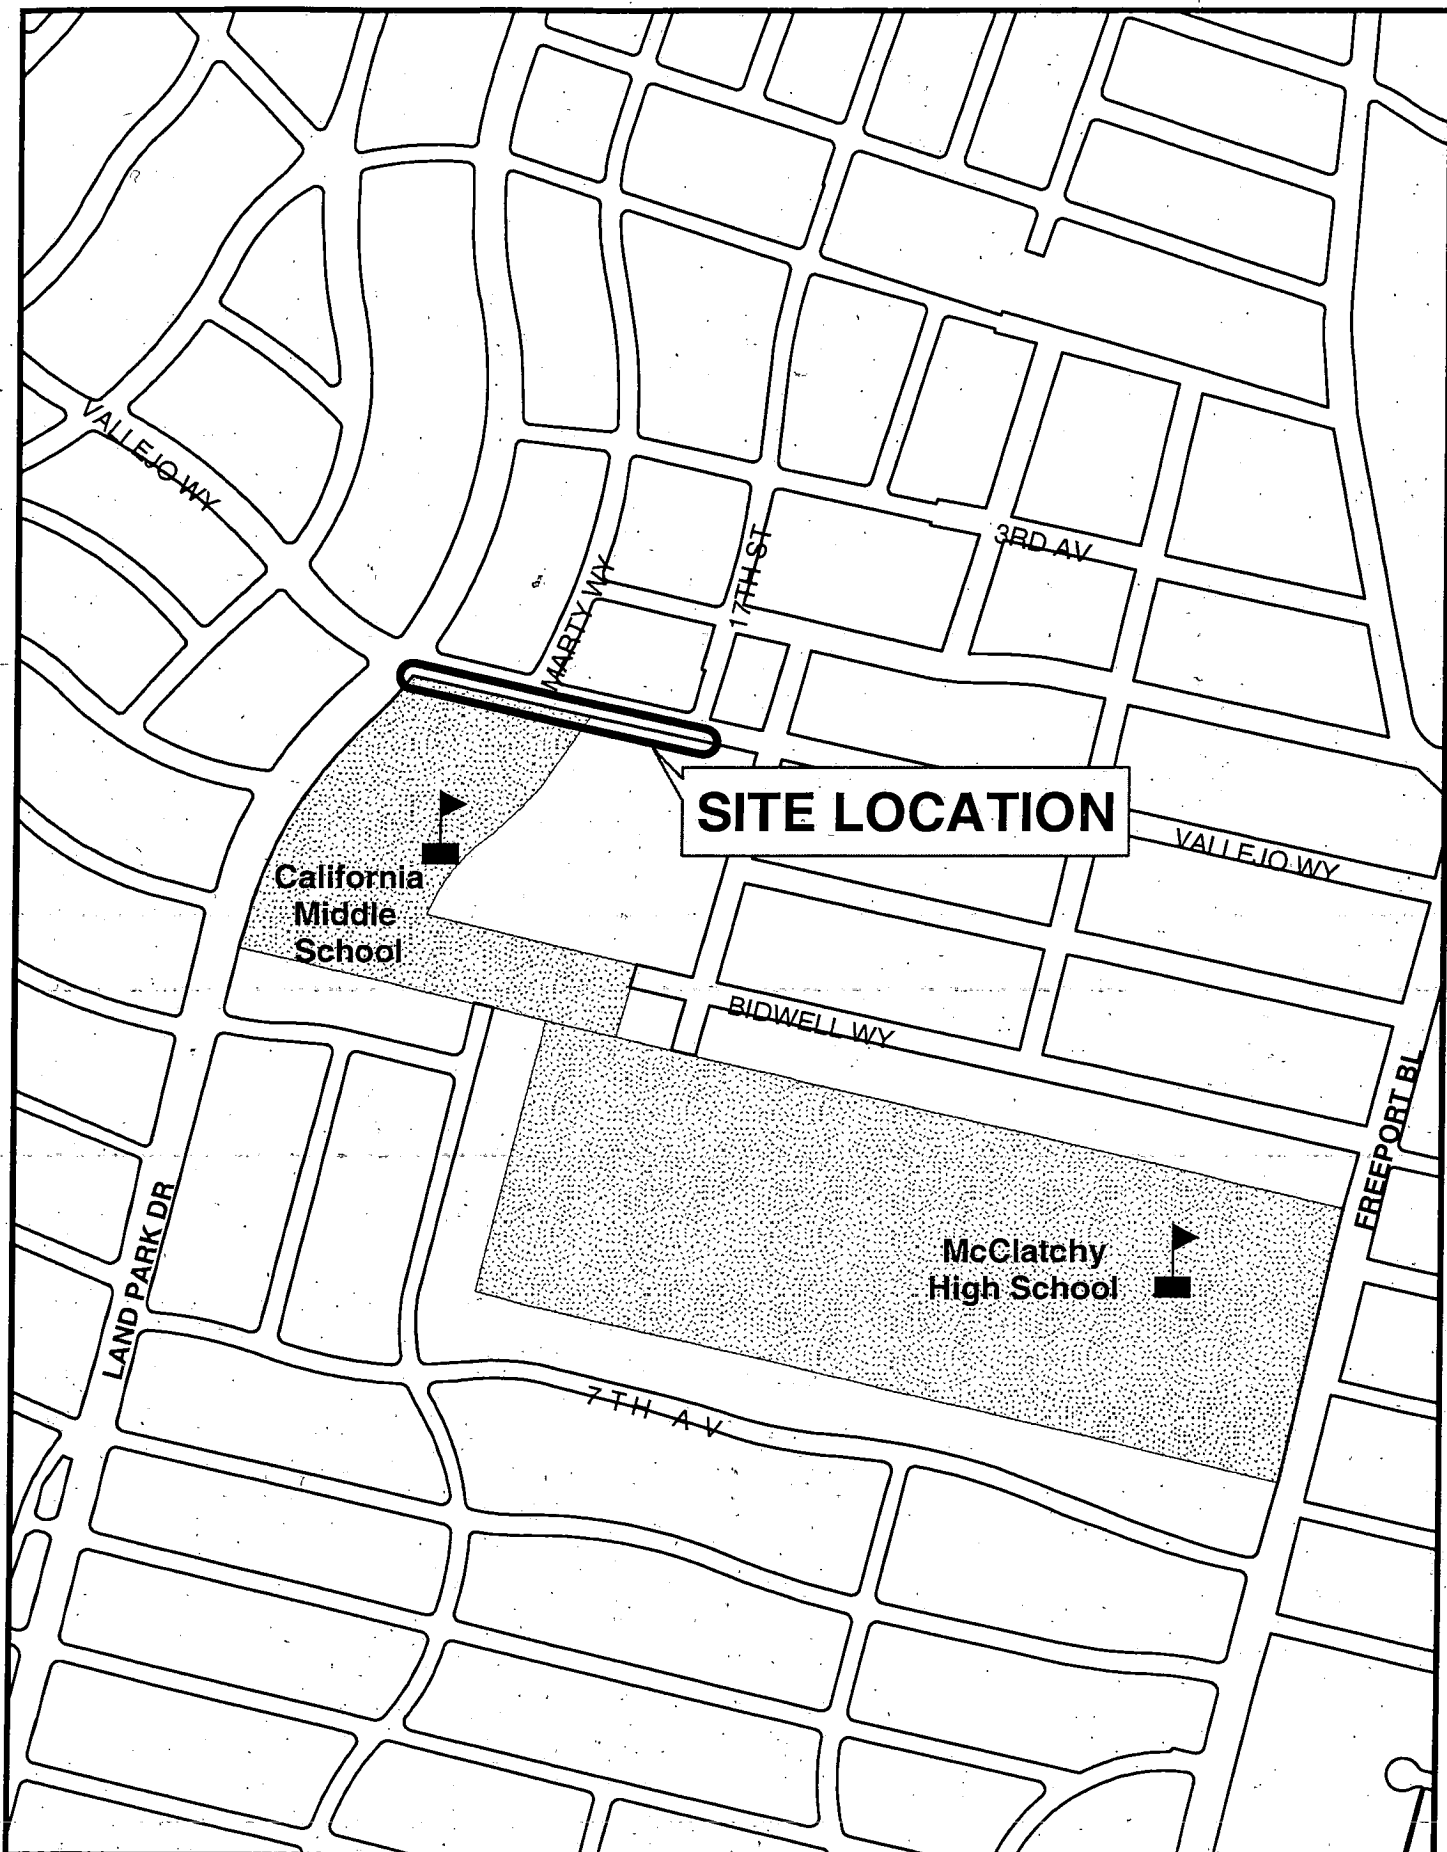 VALLEJO WY
17TH ST
3RD AV
MARTY WY
SITE LOCATION
VALLEJO WY
California
Middle
School
BIDWELL WY
FREEPORT BL
LAND PARK DR
McClatchy
High School
7TH AV